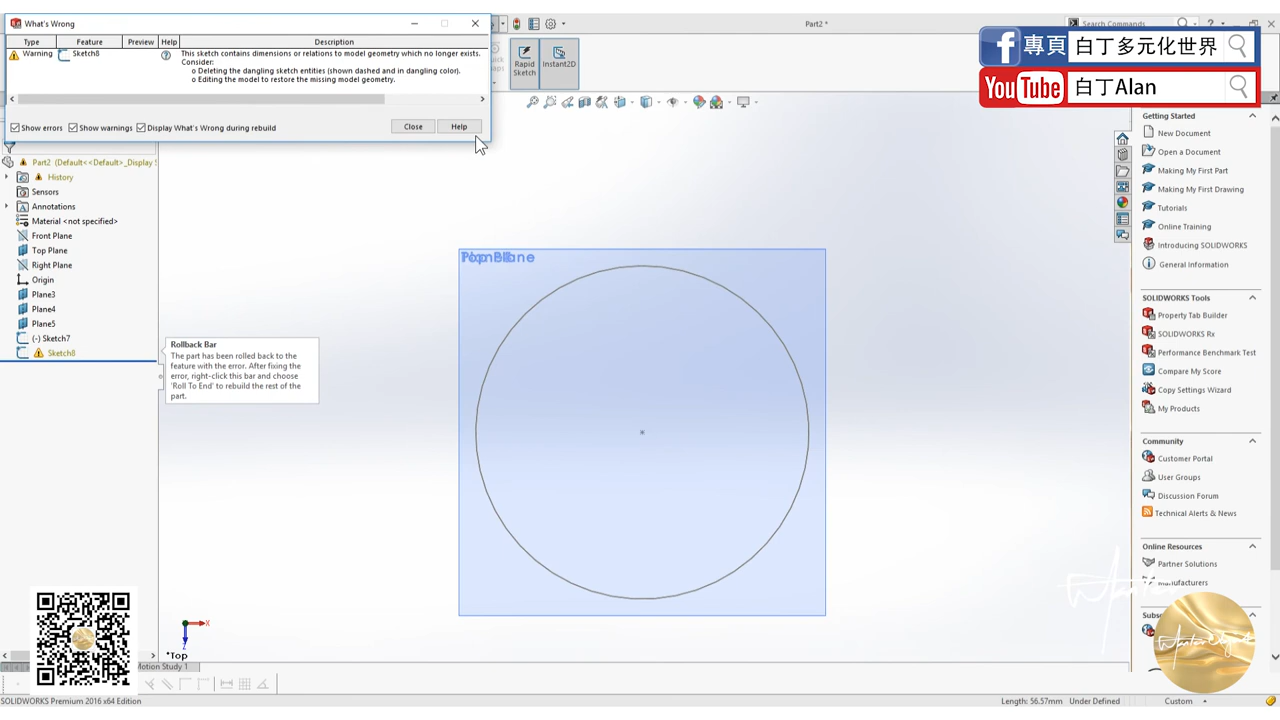 What's Wrong
Part2 *
Search Commands
Type Feature Preview Help Description
Warning Sketch8 This sketch contains dimensions or relations to model geometry which no longer exists.
Consider:
o Deleting the dangling sketch entities (shown dashed and in dangling color).
o Editing the model to restore the missing model geometry.
Show errors Show warnings Display What's Wrong during rebuild
Close Help
Rapid Sketch
Instant2D
f 專頁 白丁多元化世界
YouTube 白丁Alan
Part2 (Default<<Default>_Display S
History
Sensors
Annotations
Material <not specified>
Front Plane
Top Plane
Right Plane
Origin
Plane3
Plane4
Plane5
(-) Sketch7
Sketch8
Rollback Bar
The part has been rolled back to the
feature with the error. After fixing the
error, right-click this bar and choose
'Roll To End' to rebuild the rest of the
part.
Getting Started
New Document
Open a Document
Making My First Part
Making My First Drawing
Tutorials
Online Training
Introducing SOLIDWORKS
General Information
SOLIDWORKS Tools
Property Tab Builder
SOLIDWORKS Rx
Performance Benchmark Test
Compare My Score
Copy Settings Wizard
My Products
Community
Customer Portal
User Groups
Discussion Forum
Technical Alerts & News
Online Resources
Partner Solutions
Manufacturers
X
*Top
Motion Study 1
SOLIDWORKS Premium 2016 x64 Edition
Length: 56.57mm Under Defined Custom